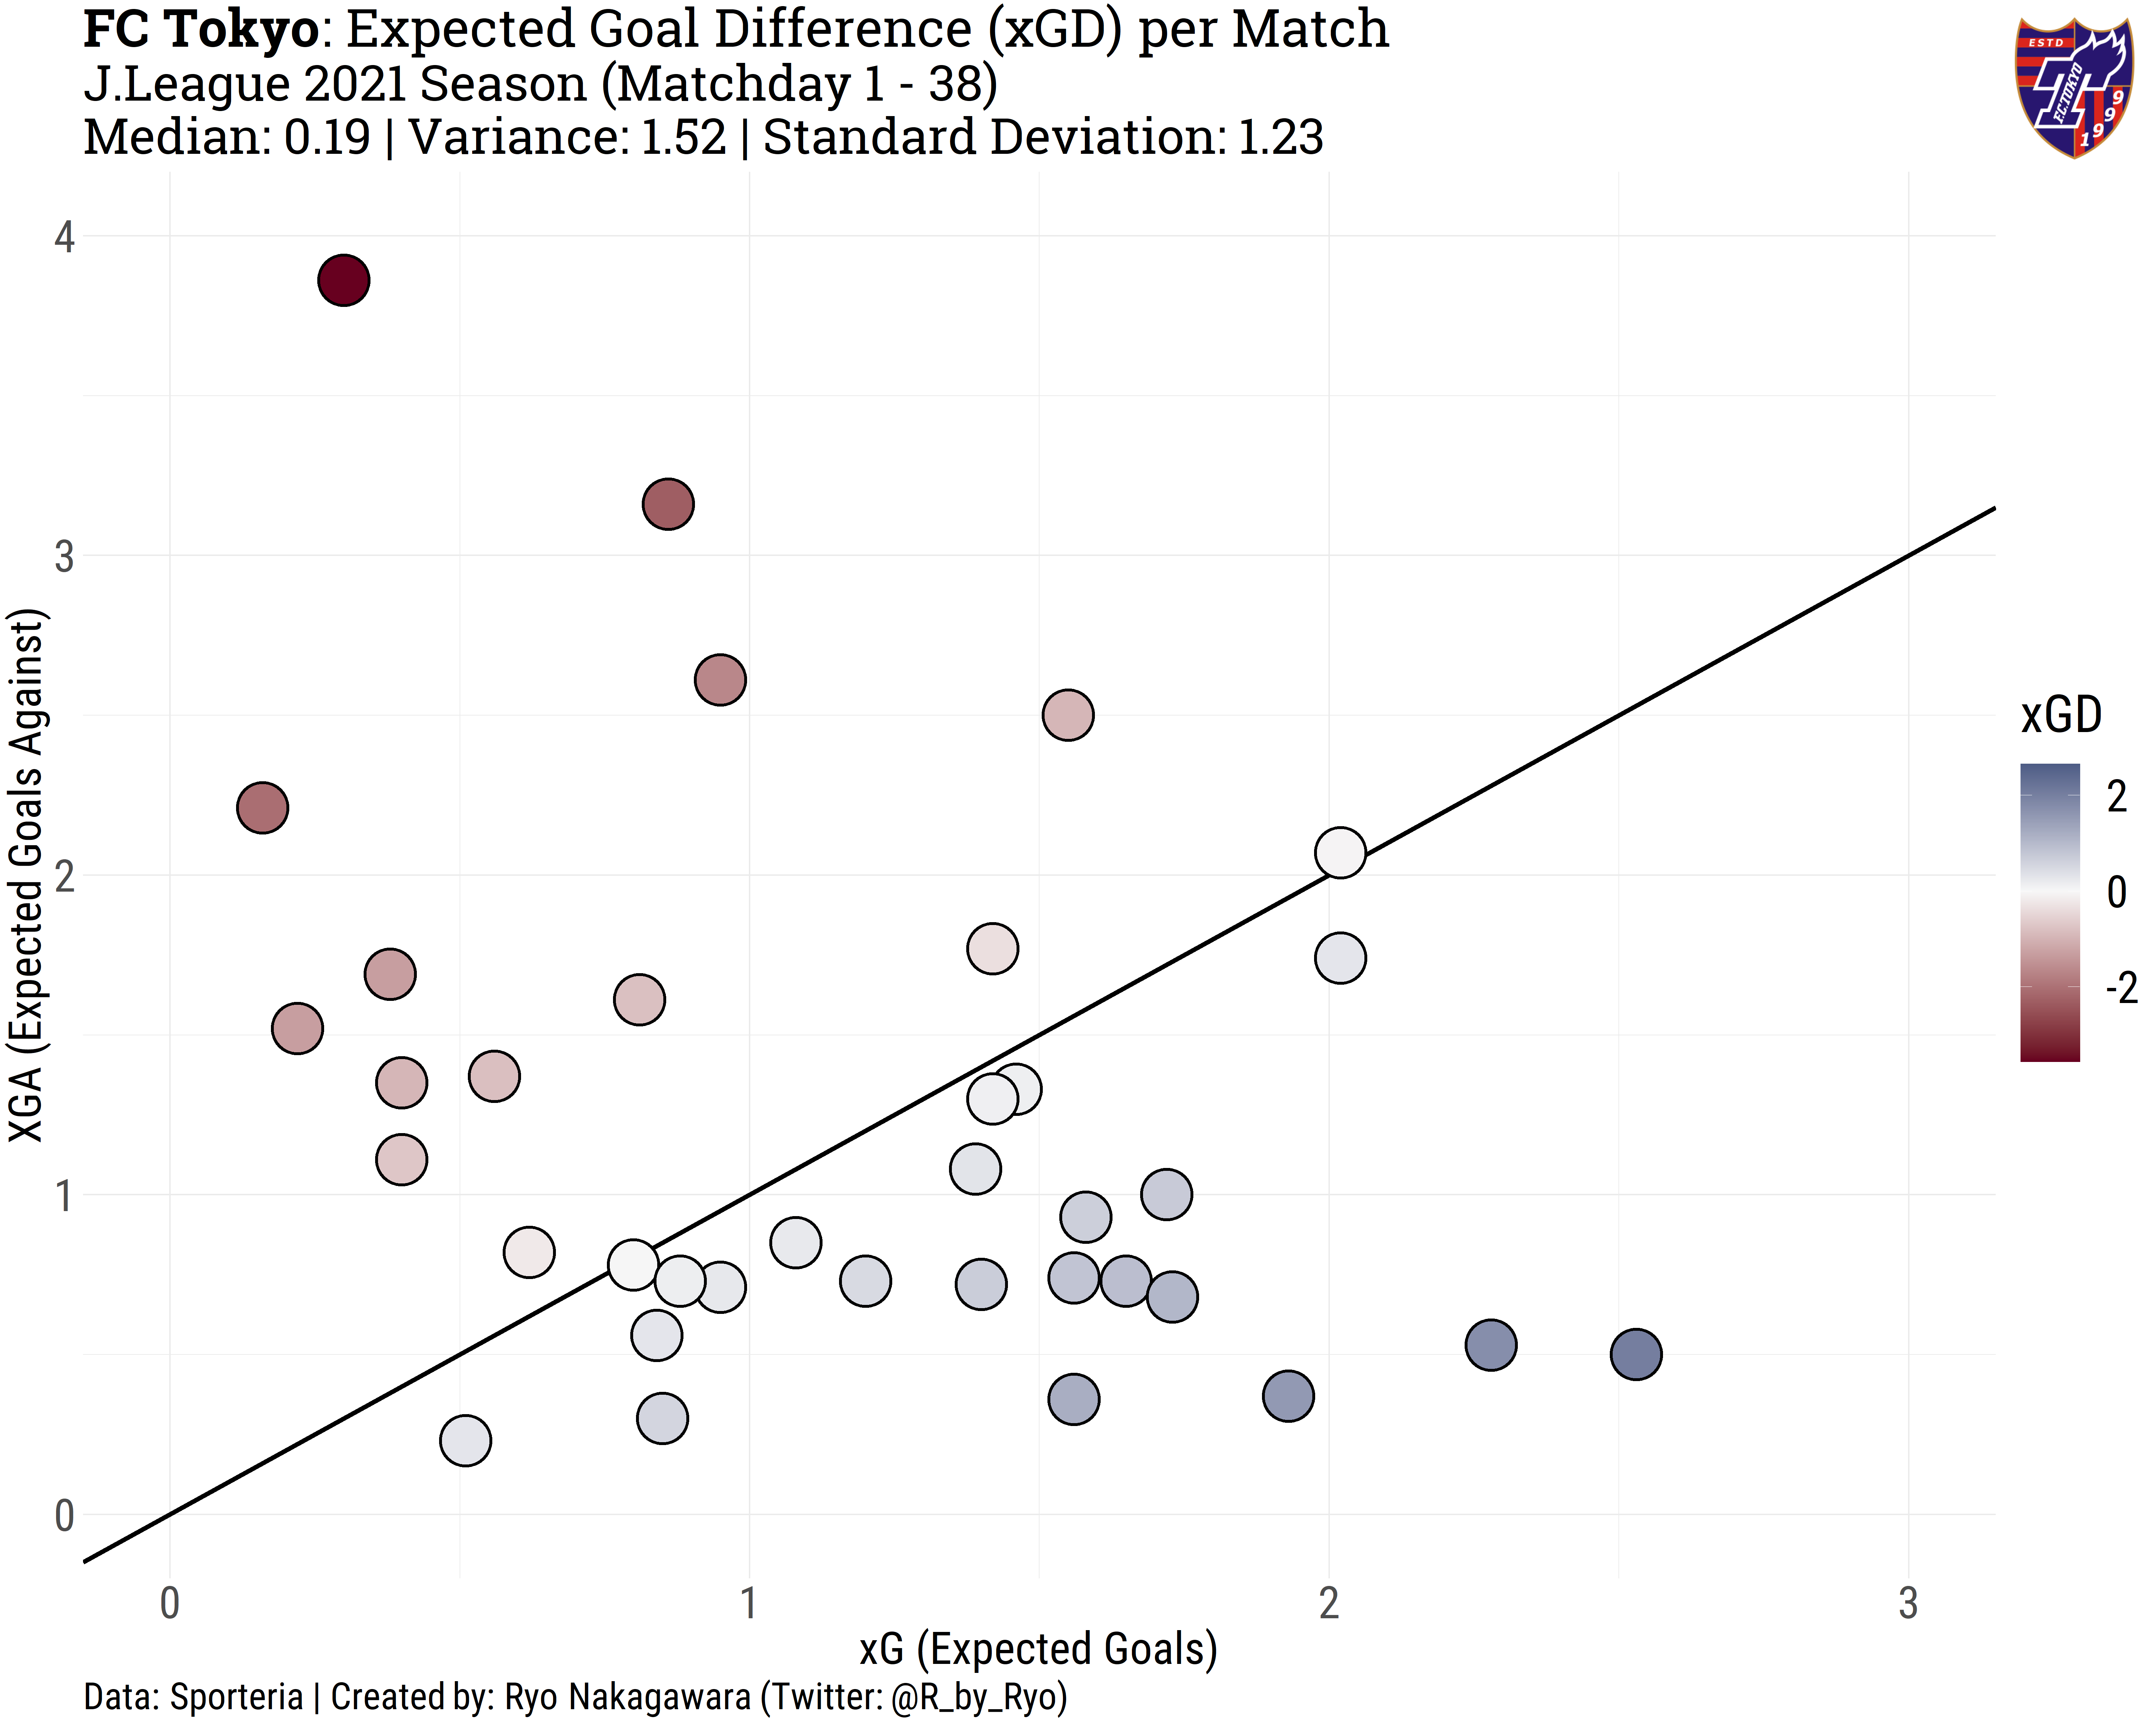 FC Tokyo: Expected Goal Difference (xGD) per Match
J.League 2021 Season (Matchday 1 - 38)
Median: 0.19 | Variance: 1.52 | Standard Deviation: 1.23
ESTD
F.C.TOKYO
1999
4
3
2
1
0
XGA (Expected Goals Against)
0
1
2
3
xG (Expected Goals)
xGD
2
0
-2
Data: Sporteria | Created by: Ryo Nakagawara (Twitter: @R_by_Ryo)